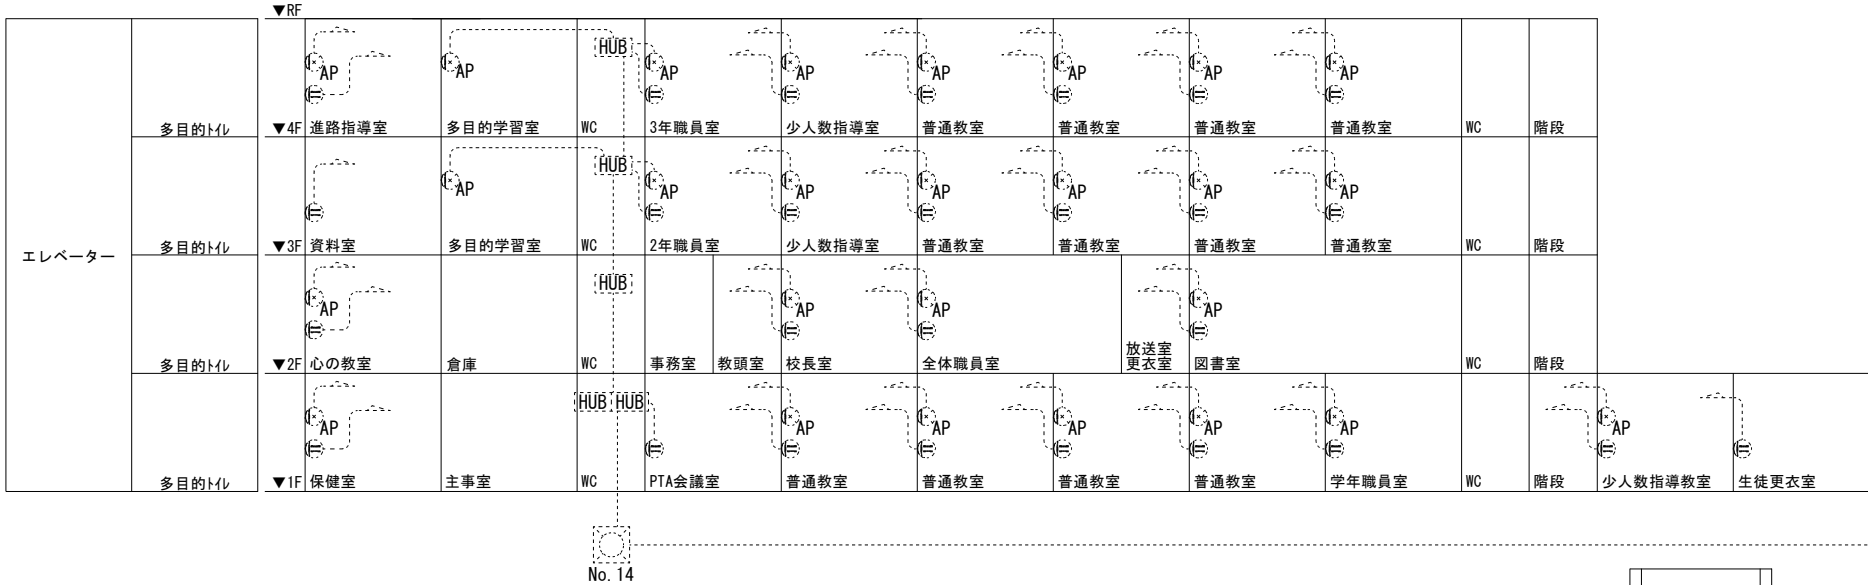 ▼RF
HUB
AP AP AP AP AP AP AP AP
多目的ﾄｲﾚ ▼4F 進路指導室 多目的学習室 WC 3年職員室 少人数指導室 普通教室 普通教室 普通教室 普通教室 WC 階段
HUB
AP AP AP AP AP AP AP
エレベーター
多目的ﾄｲﾚ ▼3F 資料室 多目的学習室 WC 2年職員室 少人数指導室 普通教室 普通教室 普通教室 普通教室 WC 階段
HUB
AP AP AP AP
放送室
多目的ﾄｲﾚ ▼2F 心の教室 倉庫 WC 事務室 教頭室 校長室 全体職員室 更衣室 図書室 WC 階段
HUB HUB
AP AP AP AP AP AP AP
多目的ﾄｲﾚ ▼1F 保健室 主事室 WC PTA会議室 普通教室 普通教室 普通教室 普通教室 学年職員室 WC 階段 少人数指導教室 生徒更衣室
No. 14